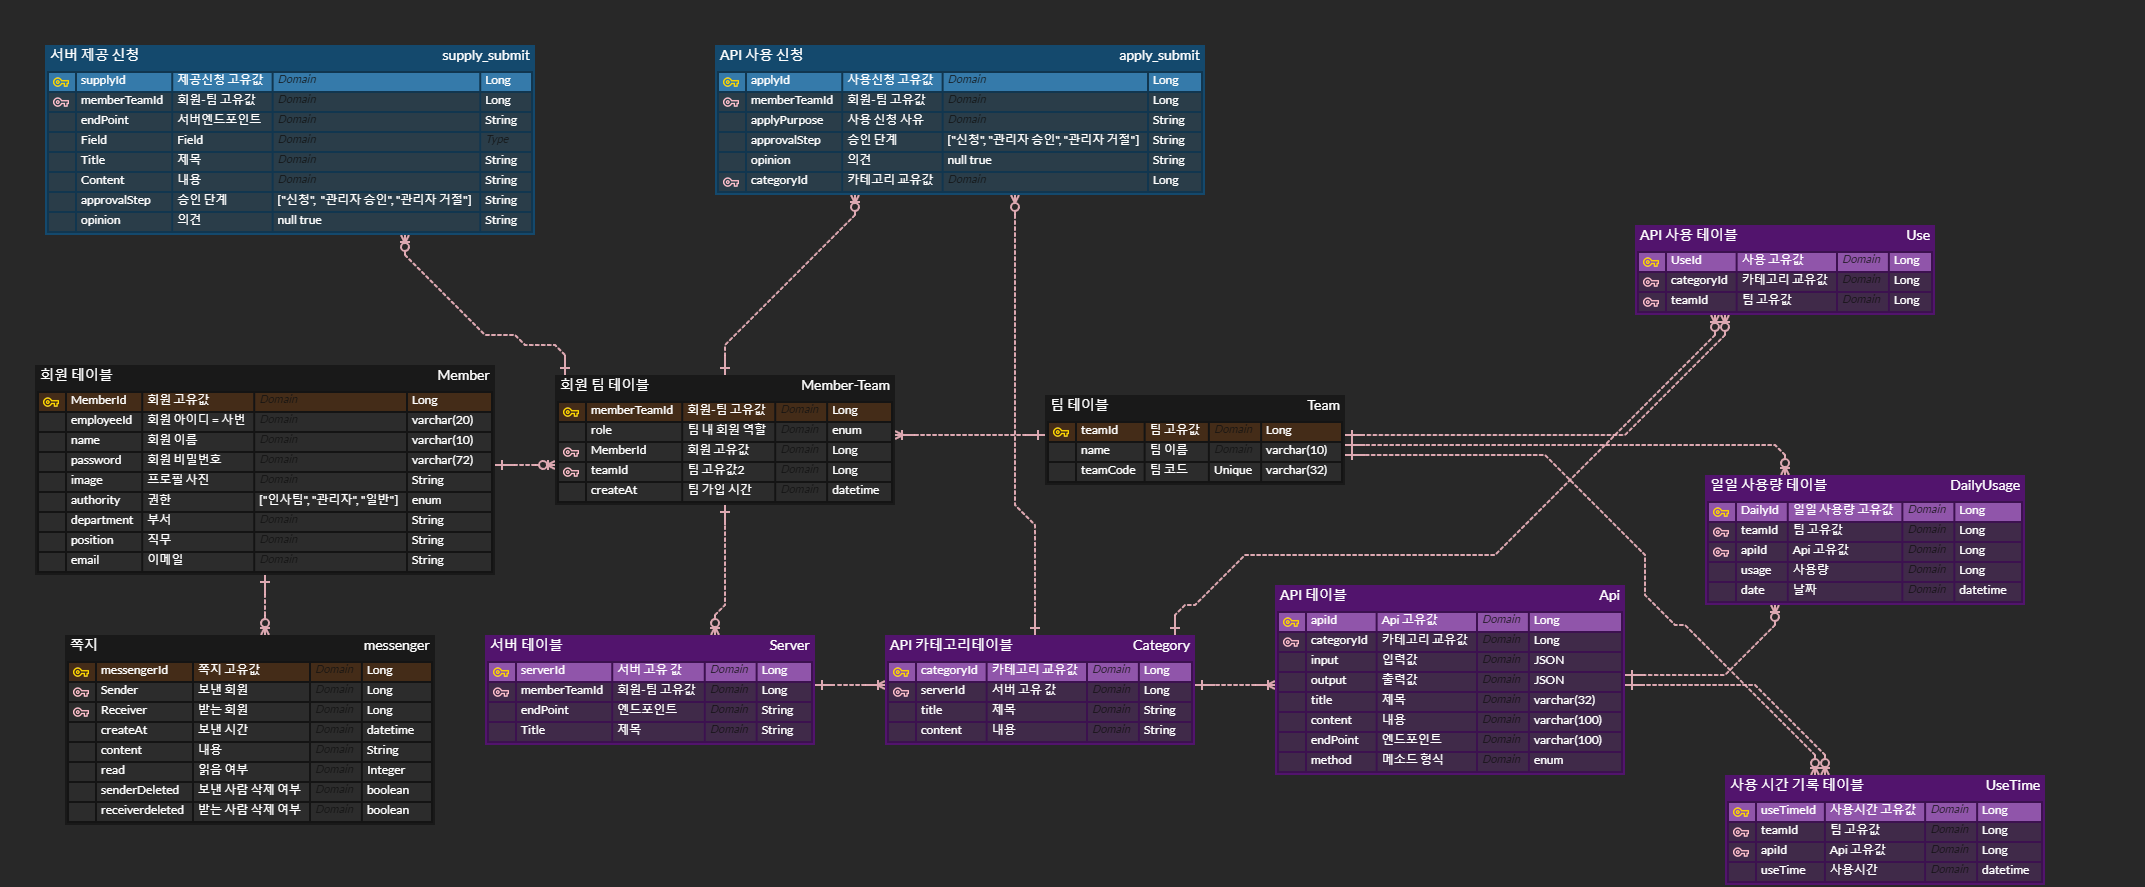 서버 제공 신청 supply_submit
supplyId 제공신청 고유값 Domain Long
memberTeamId 회원-팀 고유값 Domain Long
endPoint 서버엔드포인트 Domain String
Field Field Domain Type
Title 제목 Domain String
Content 내용 Domain String
approvalStep 승인 단계 ["신청", "관리자 승인", "관리자 거절"] String
opinion 의견 null true String
API 사용 신청 apply_submit
applyId 사용신청 고유값 Domain Long
memberTeamId 회원-팀 고유값 Domain Long
applyPurpose 사용 신청 사유 Domain String
approvalStep 승인 단계 ["신청", "관리자 승인", "관리자 거절"] String
opinion 의견 null true String
categoryId 카테고리 교유값 Domain Long
API 사용 테이블 Use
UseId 사용 고유값 Domain Long
categoryId 카테고리 교유값 Domain Long
teamId 팀 고유값 Domain Long
회원 테이블 Member
MemberId 회원 고유값 Domain Long
employeeId 회원 아이디 = 사번 Domain varchar(20)
name 회원 이름 Domain varchar(10)
password 회원 비밀번호 Domain varchar(72)
image 프로필 사진 Domain String
authority 권한 ["인사팀", "관리자", "일반"] enum
department 부서 Domain String
position 직무 Domain String
email 이메일 Domain String
회원 팀 테이블 Member-Team
memberTeamId 회원-팀 고유값 Domain Long
role 팀 내 회원 역할 Domain enum
MemberId 회원 고유값 Domain Long
teamId 팀 고유값2 Domain Long
createAt 팀 가입 시간 Domain datetime
팀 테이블 Team
teamId 팀 고유값 Domain Long
name 팀 이름 Domain varchar(10)
teamCode 팀 코드 Unique varchar(32)
일일 사용량 테이블 DailyUsage
DailyId 일일 사용량 고유값 Domain Long
teamId 팀 고유값 Domain Long
apiId Api 고유값 Domain Long
usage 사용량 Domain Long
date 날짜 Domain datetime
쪽지 messenger
messengerId 쪽지 고유값 Domain Long
Sender 보낸 회원 Domain Long
Receiver 받는 회원 Domain Long
createAt 보낸 시간 Domain datetime
content 내용 Domain String
read 읽음 여부 Domain Integer
senderDeleted 보낸 사람 삭제 여부 Domain boolean
receiverdeleted 받는 사람 삭제 여부 Domain boolean
서버 테이블 Server
serverId 서버 고유 값 Domain Long
memberTeamId 회원-팀 고유값 Domain Long
endPoint 엔드포인트 Domain String
Title 제목 Domain String
API 카테고리테이블 Category
categoryId 카테고리 교유값 Domain Long
serverId 서버 고유 값 Domain Long
title 제목 Domain String
content 내용 Domain String
API 테이블 Api
apiId Api 고유값 Domain Long
categoryId 카테고리 교유값 Domain Long
input 입력값 Domain JSON
output 출력값 Domain JSON
title 제목 Domain varchar(32)
content 내용 Domain varchar(100)
endPoint 엔드포인트 Domain varchar(100)
method 메소드 형식 Domain enum
사용 시간 기록 테이블 UseTime
useTimeId 사용시간 고유값 Domain Long
teamId 팀 고유값 Domain Long
apiId Api 고유값 Domain Long
useTime 사용시간 Domain datetime